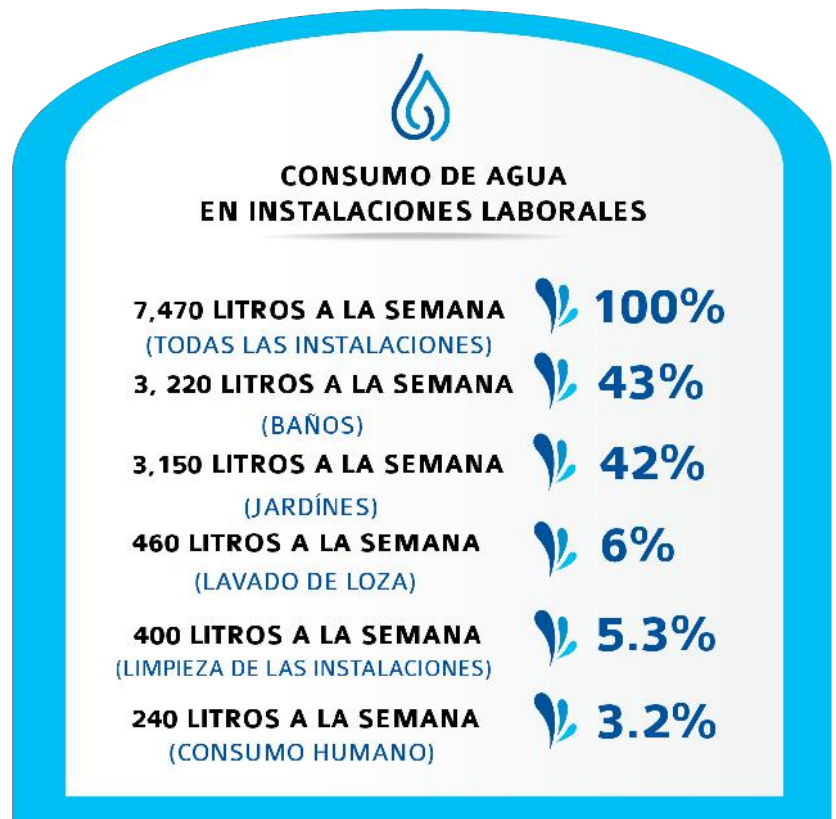 CONSUMO DE AGUA
EN INSTALACIONES LABORALES
7,470 LITROS A LA SEMANA 100%
(TODAS LAS INSTALACIONES)
3, 220 LITROS A LA SEMANA 43%
(BAÑOS)
3,150 LITROS A LA SEMANA 42%
(JARDÍNES)
460 LITROS A LA SEMANA 6%
(LAVADO DE LOZA)
400 LITROS A LA SEMANA 5.3%
(LIMPIEZA DE LAS INSTALACIONES)
240 LITROS A LA SEMANA 3.2%
(CONSUMO HUMANO)